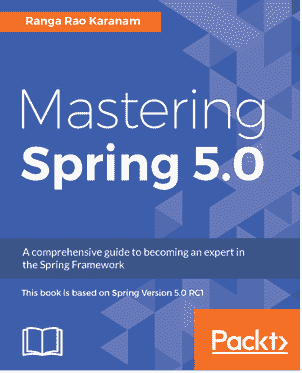 Ranga Rao Karanam
Mastering
Spring 5.0
A comprehensive guide to becoming an expert in
the Spring Framework
This book is based on Spring Version 5.0 RC1
Packt>